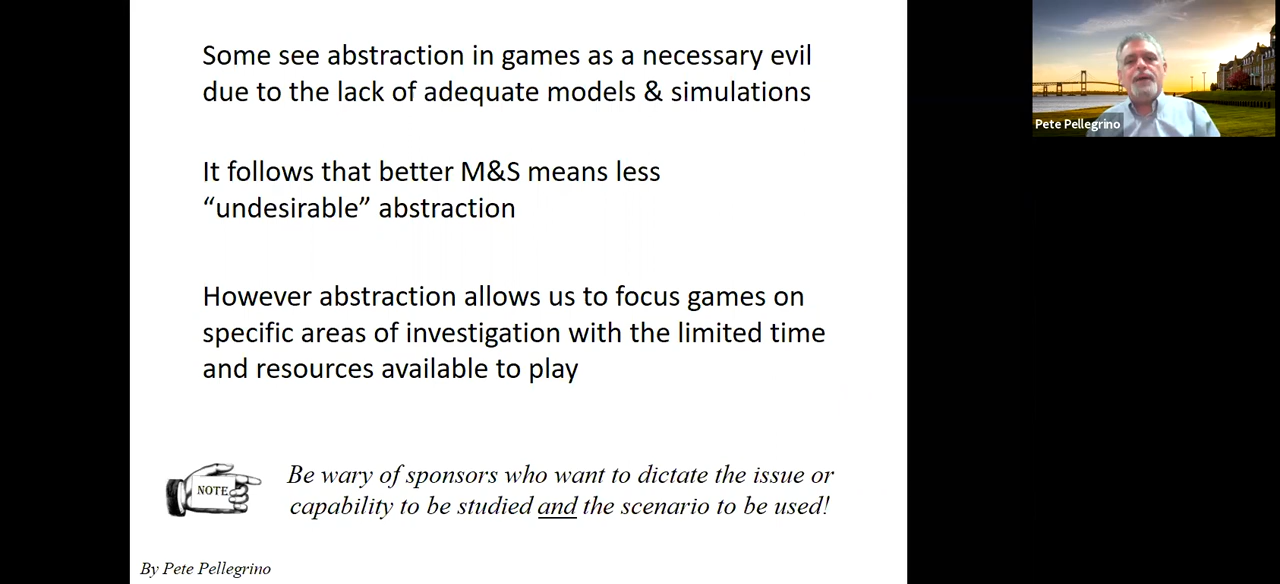 Some see abstraction in games as a necessary evil
due to the lack of adequate models & simulations
It follows that better M&S means less
“undesirable” abstraction
However abstraction allows us to focus games on
specific areas of investigation with the limited time
and resources available to play
NOTE
Be wary of sponsors who want to dictate the issue or
capability to be studied and the scenario to be used!
By Pete Pellegrino
Pete Pellegrino